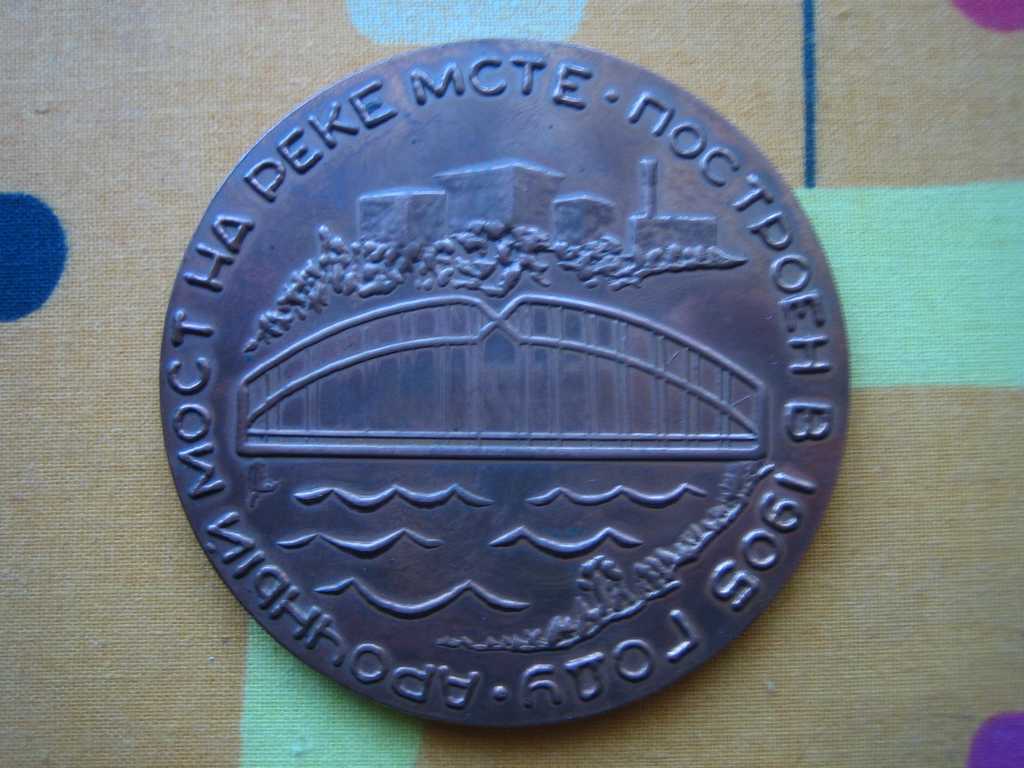 АРОЧНЫЙ МОСТ НА РЕКЕ МСТЕ · ПОСТРОЕН В 1905 ГОДУ ·